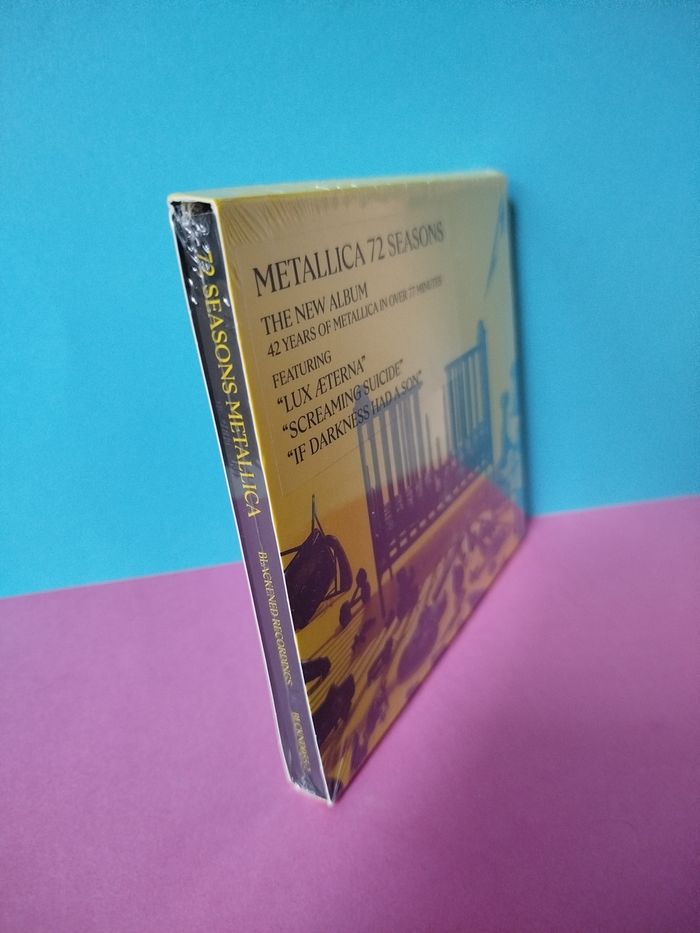 72 SEASONS METALLICA
BLACKENED RECORDINGS
METALLICA 72 SEASONS
THE NEW ALBUM
42 YEARS OF METALLICA IN OVER 77 MINUTES
FEATURING
“LUX ÆTERNA”
“SCREAMING SUICIDE”
“IF DARKNESS HAD A SON”